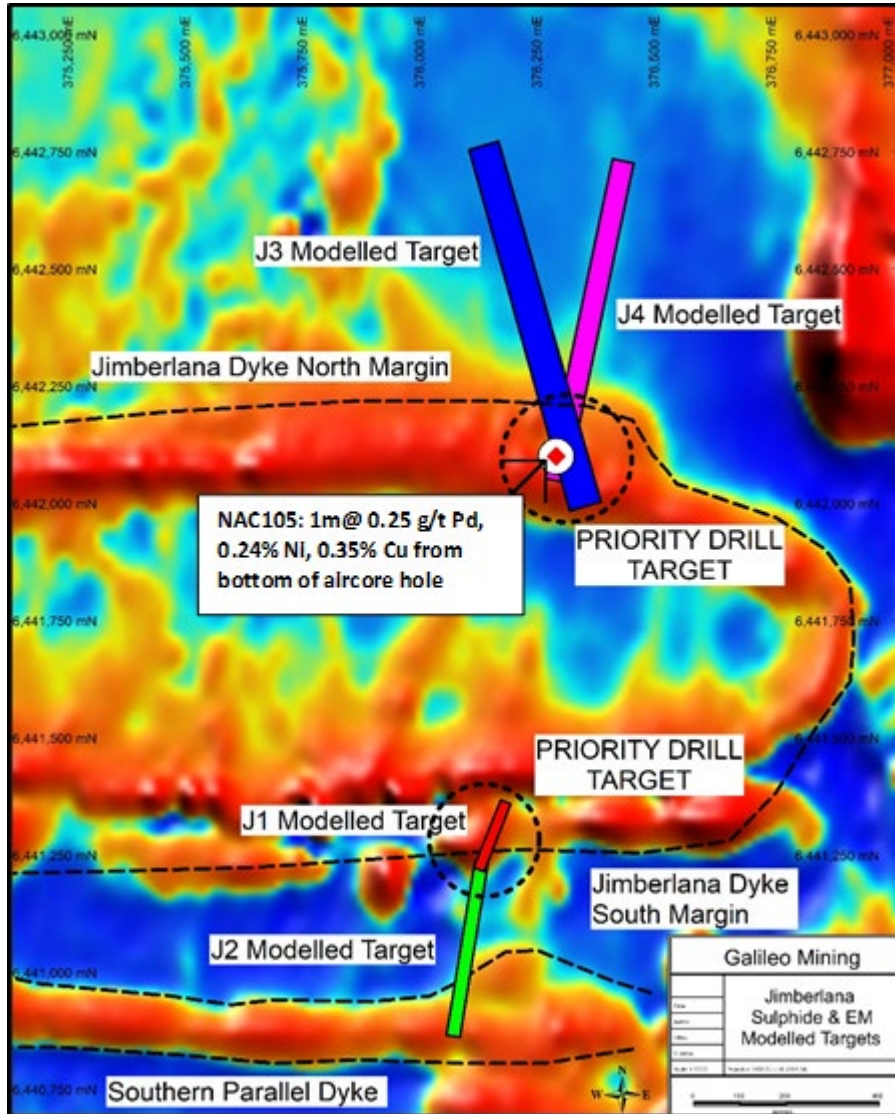 6,443,000 mN
375,250 mE
375,500 mE
375,750 mE
376,000 mE
376,250 mE
376,500 mE
376,750 mE
377,000 mE
6,443,000 mN
6,442,750 mN
6,442,750 mN
J3 Modelled Target
6,442,500 mN
6,442,500 mN
J4 Modelled Target
Jimberlana Dyke North Margin
6,442,250 mN
6,442,250 mN
6,442,000 mN
6,442,000 mN
NAC105: 1m@ 0.25 g/t Pd,
0.24% Ni, 0.35% Cu from
bottom of aircore hole
PRIORITY DRILL
TARGET
6,441,750 mN
6,441,750 mN
6,441,500 mN
6,441,500 mN
PRIORITY DRILL
TARGET
J1 Modelled Target
6,441,250 mN
6,441,250 mN
Jimberlana Dyke
South Margin
J2 Modelled Target
6,441,000 mN
6,440,750 mN
Southern Parallel Dyke
N
W
E
Galileo Mining
Jimberlana
Sulphide & EM
Modelled Targets
0